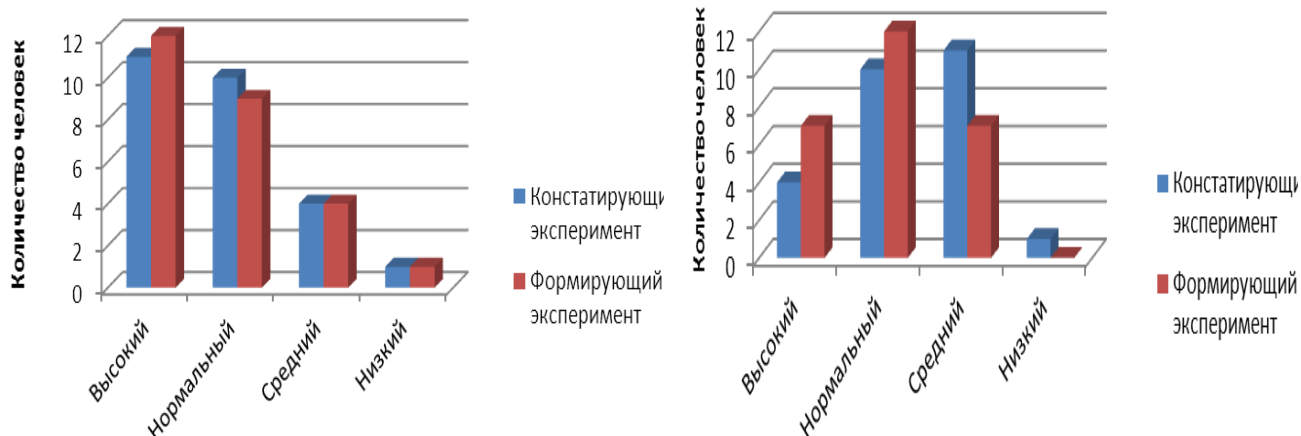 Количество человек
12
10
8
6
4
2
0
Высокий
Нормальный
Средний
Низкий
Констатирующи
эксперимент
Формирующий
эксперимент
Количество человек
12
10
8
6
4
2
0
Высокий
Нормальный
Средний
Низкий
Констатирующи
эксперимент
Формирующий
эксперимент